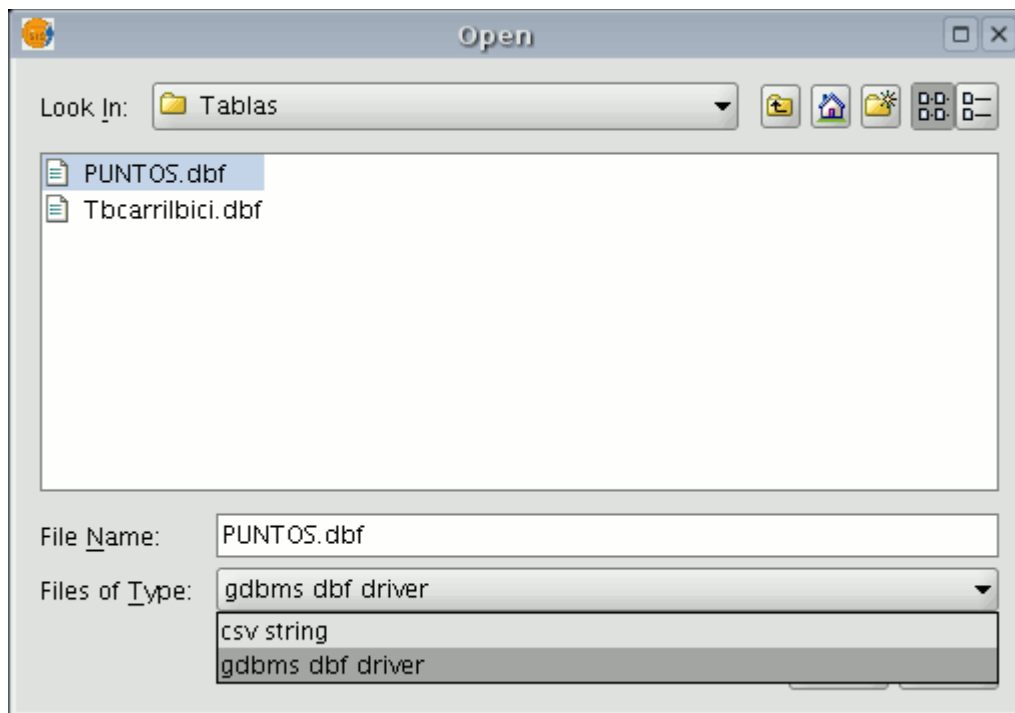 Open
Look In: Tablas
PUNTOS.dbf
Tbcarrilbici.dbf
File Name: PUNTOS.dbf
Files of Type: gdbms dbf driver
csv string
gdbms dbf driver